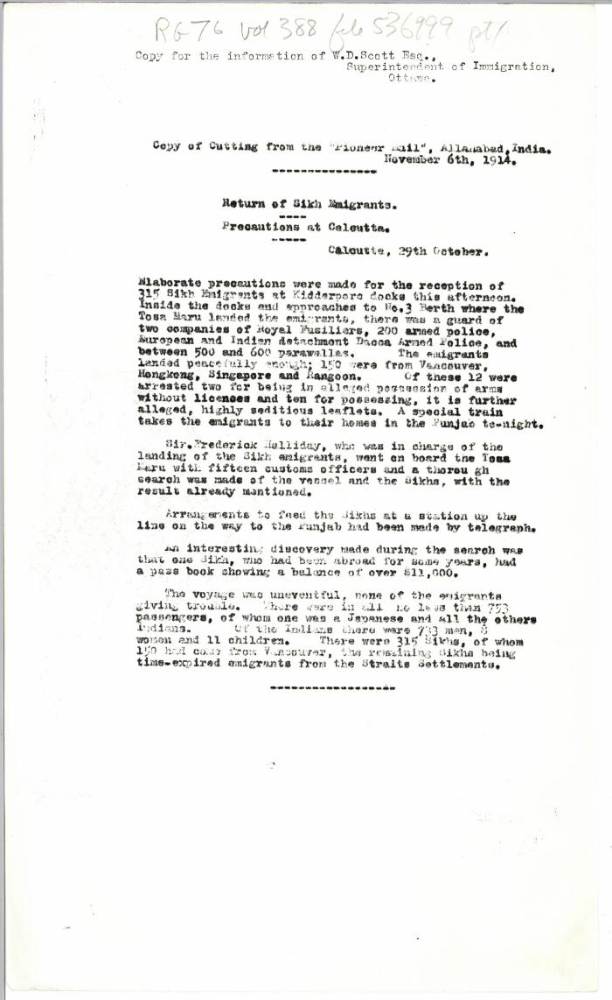 RG76 vol 388 file 536999 pt1
Copy for the information of W.D.Scott Esq.,
Superintendent of Immigration,
Ottawa.
Copy of Cutting from the "Pioneer Mail", Allahabad,India.
November 6th, 1914.
Return of Sikh Emigrants.
Precautions at Calcutta.
Calcutta, 29th October.
Elaborate precautions were made for the reception of
315 Sikh Emigrants at Kidderpore docks this afternoon.
Inside the docks and approaches to No.3 Berth where the
Tosa Maru landed the emigrants, there was a guard of
two companies of Royal Fusiliers, 200 armed police,
European and Indian detachment Dacca Armed Police, and
between 500 and 600 parawallas. The emigrants
landed peacefully enough; 150 were from Vancouver,
Hongkong, Singapore and Rangoon. Of these 12 were
arrested two for being in alleged possession of arms
without licences and ten for possessing, it is further
alleged, highly seditious leaflets. A special train
takes the emigrants to their homes in the Punjab to-night.
Sir.Frederick Halliday, who was in charge of the
landing of the Sikh emigrants, went on board the Tosa
Maru with fifteen customs officers and a thorou gh
search was made of the vessel and the Sikhs, with the
result already mentioned.
Arrangements to feed the Sikhs at a station up the
line on the way to the Punjab had been made by telegraph.
An interesting discovery made during the search was
that one Sikh, who had been abroad for some years, had
a pass book showing a balance of over $11,000.
The voyage was uneventful, none of the emigrants
giving trouble. There were in all no less than 753
passengers, of whom one was a Japanese and all the others
Indians. Of the Indians there were 733 men, 8
women and 11 children. There were 315 Sikhs, of whom
150 had come from Vancouver, the remaining Sikhs being
time-expired emigrants from the Straits Settlements.